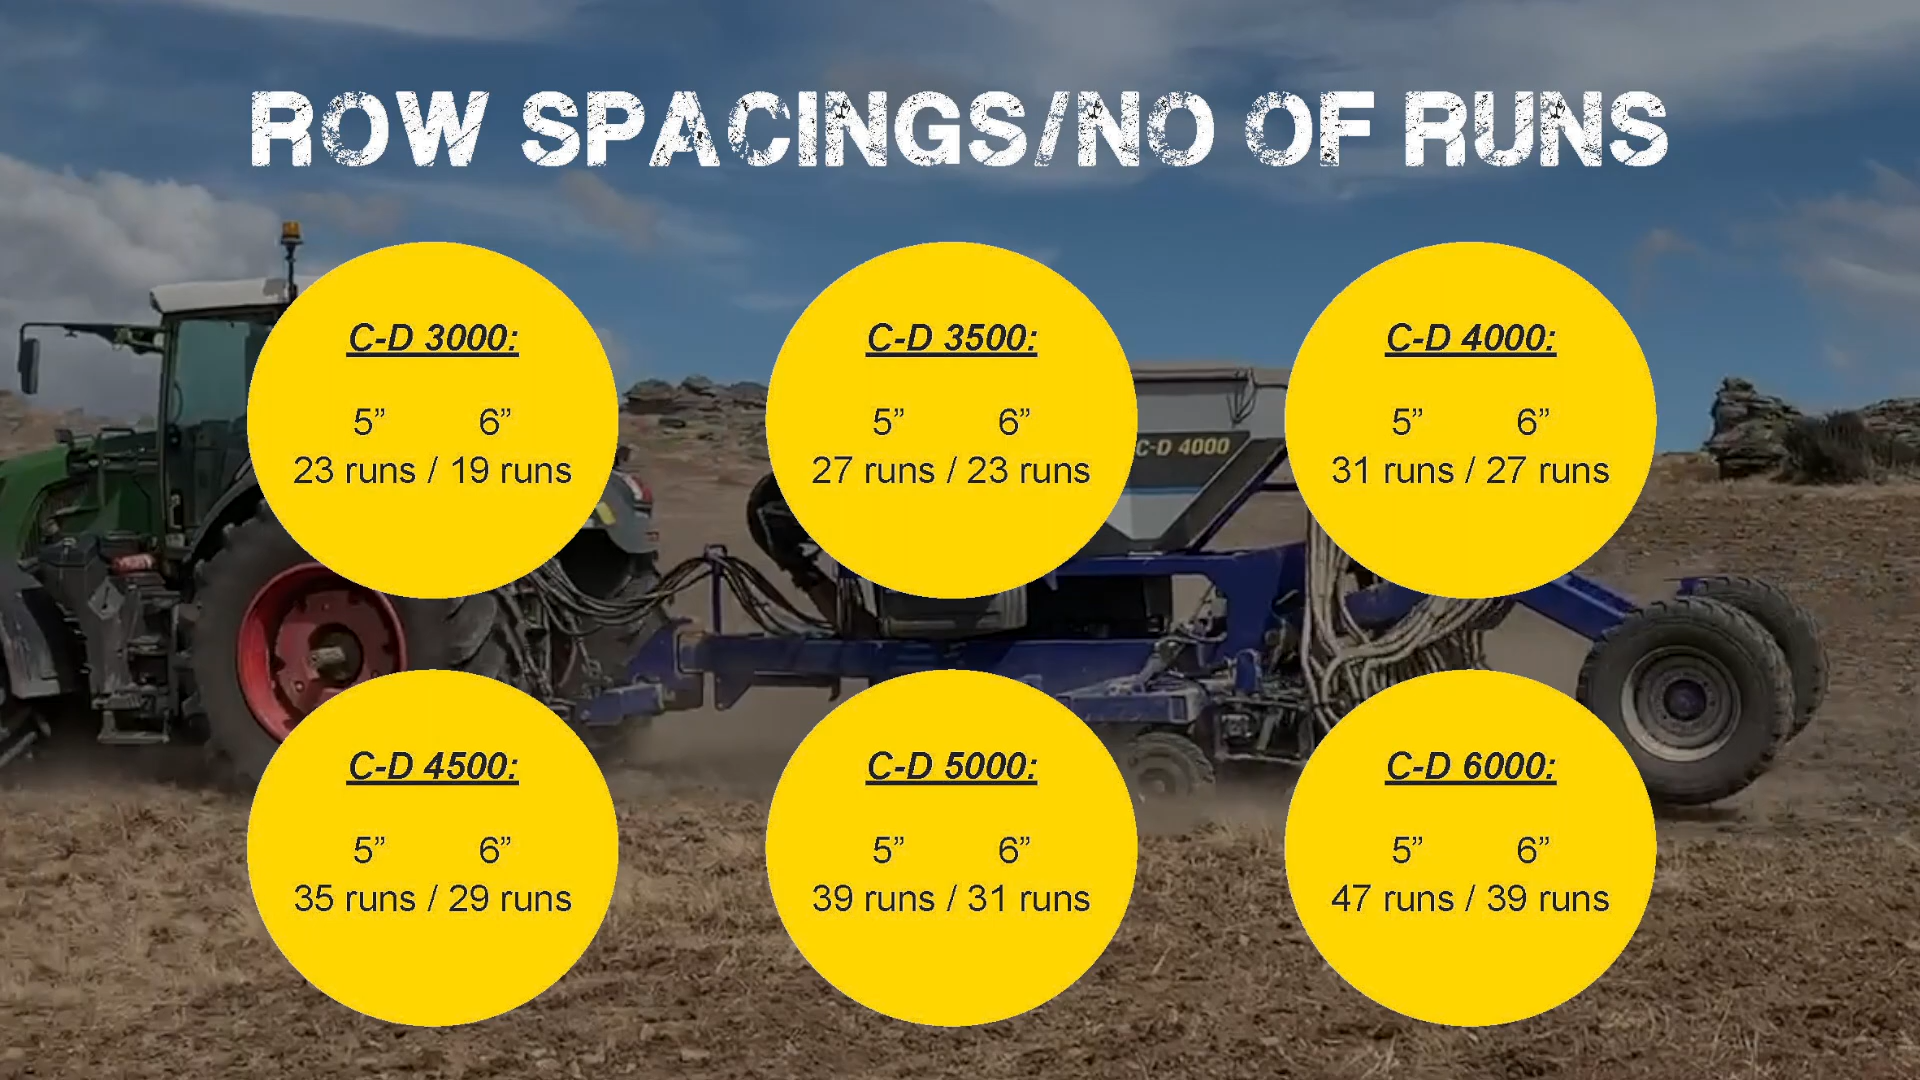 ROW SPACINGS/NO OF RUNS
C-D 3000:
5” 6”
23 runs / 19 runs
C-D 3500:
5” 6”
27 runs / 23 runs
C-D 4000:
5” 6”
31 runs / 27 runs
C-D 4000
C-D 4500:
5” 6”
35 runs / 29 runs
C-D 5000:
5” 6”
39 runs / 31 runs
C-D 6000:
5” 6”
47 runs / 39 runs